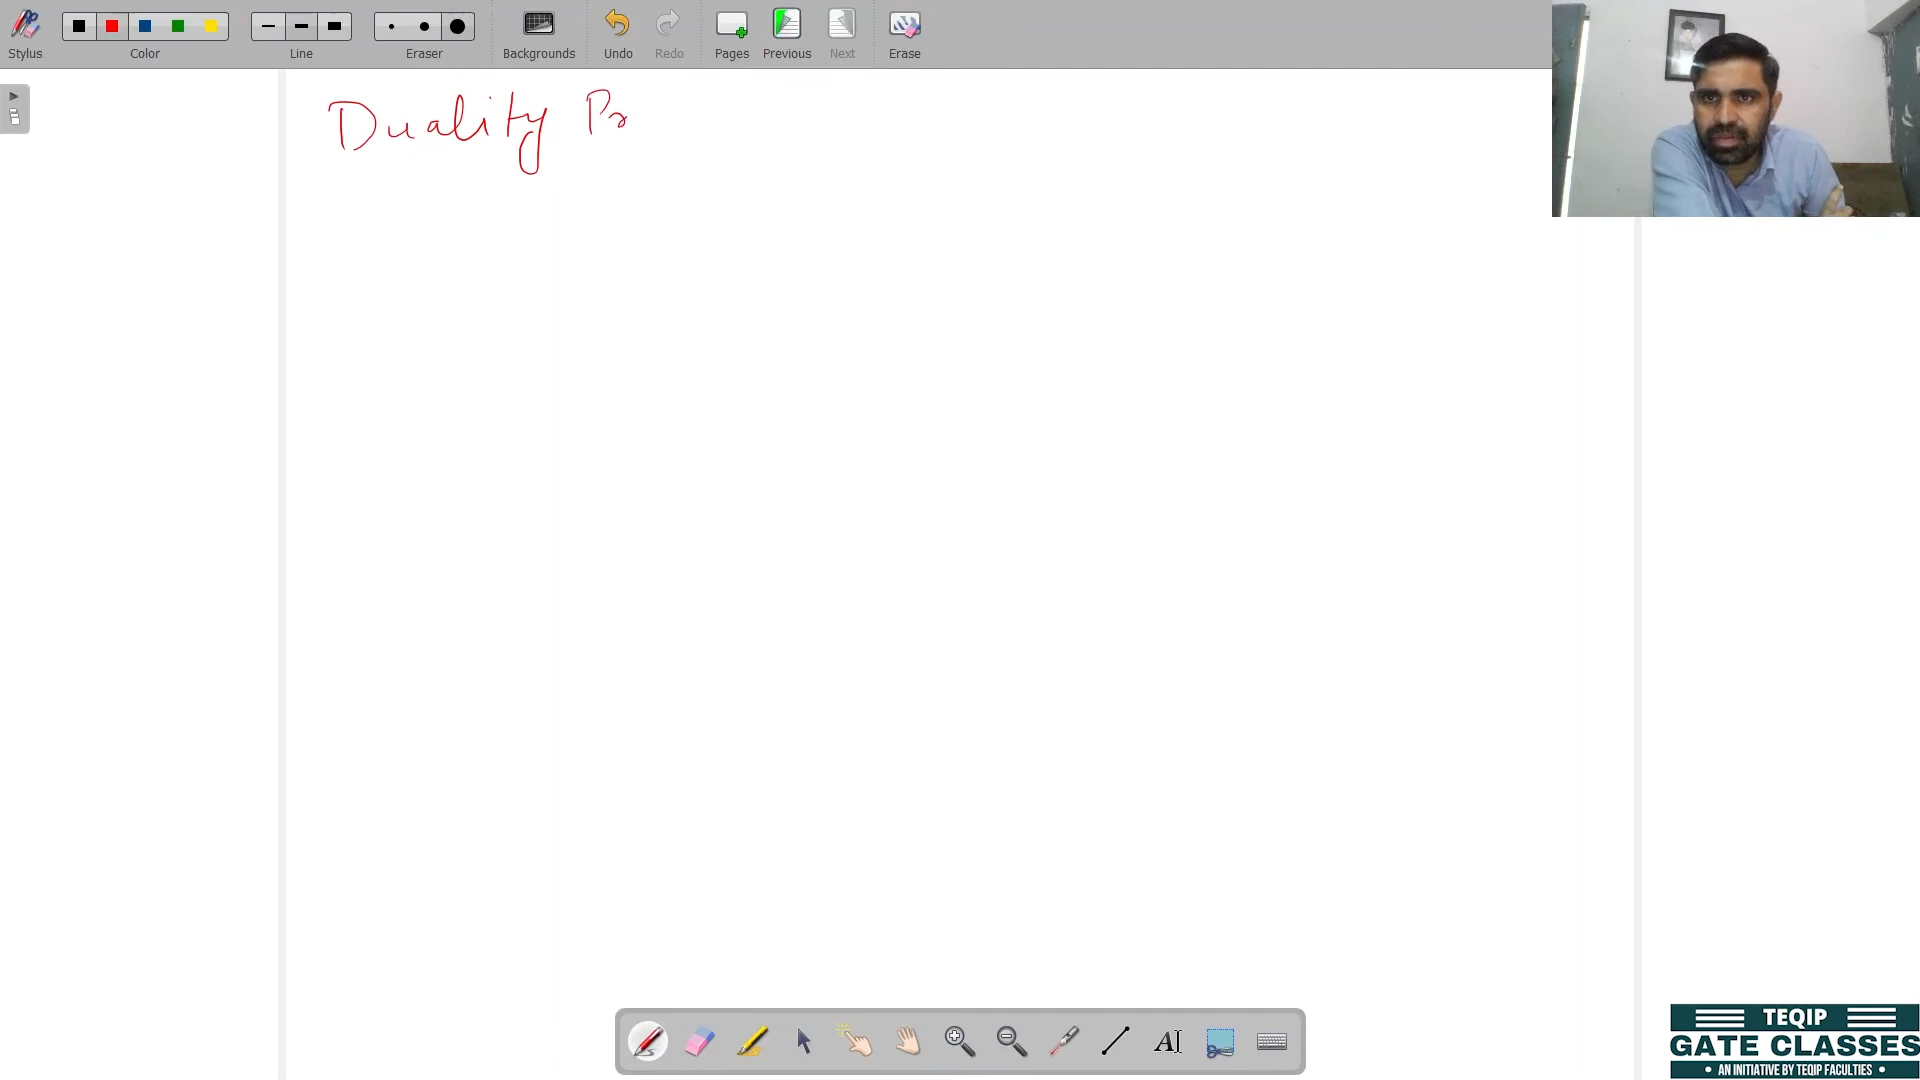 Stylus Color Line Eraser Backgrounds Undo Redo Pages Previous Next Erase
Duality Pr
TEQIP
GATE CLASSES
• AN INITIATIVE BY TEQIP FACULTIES •